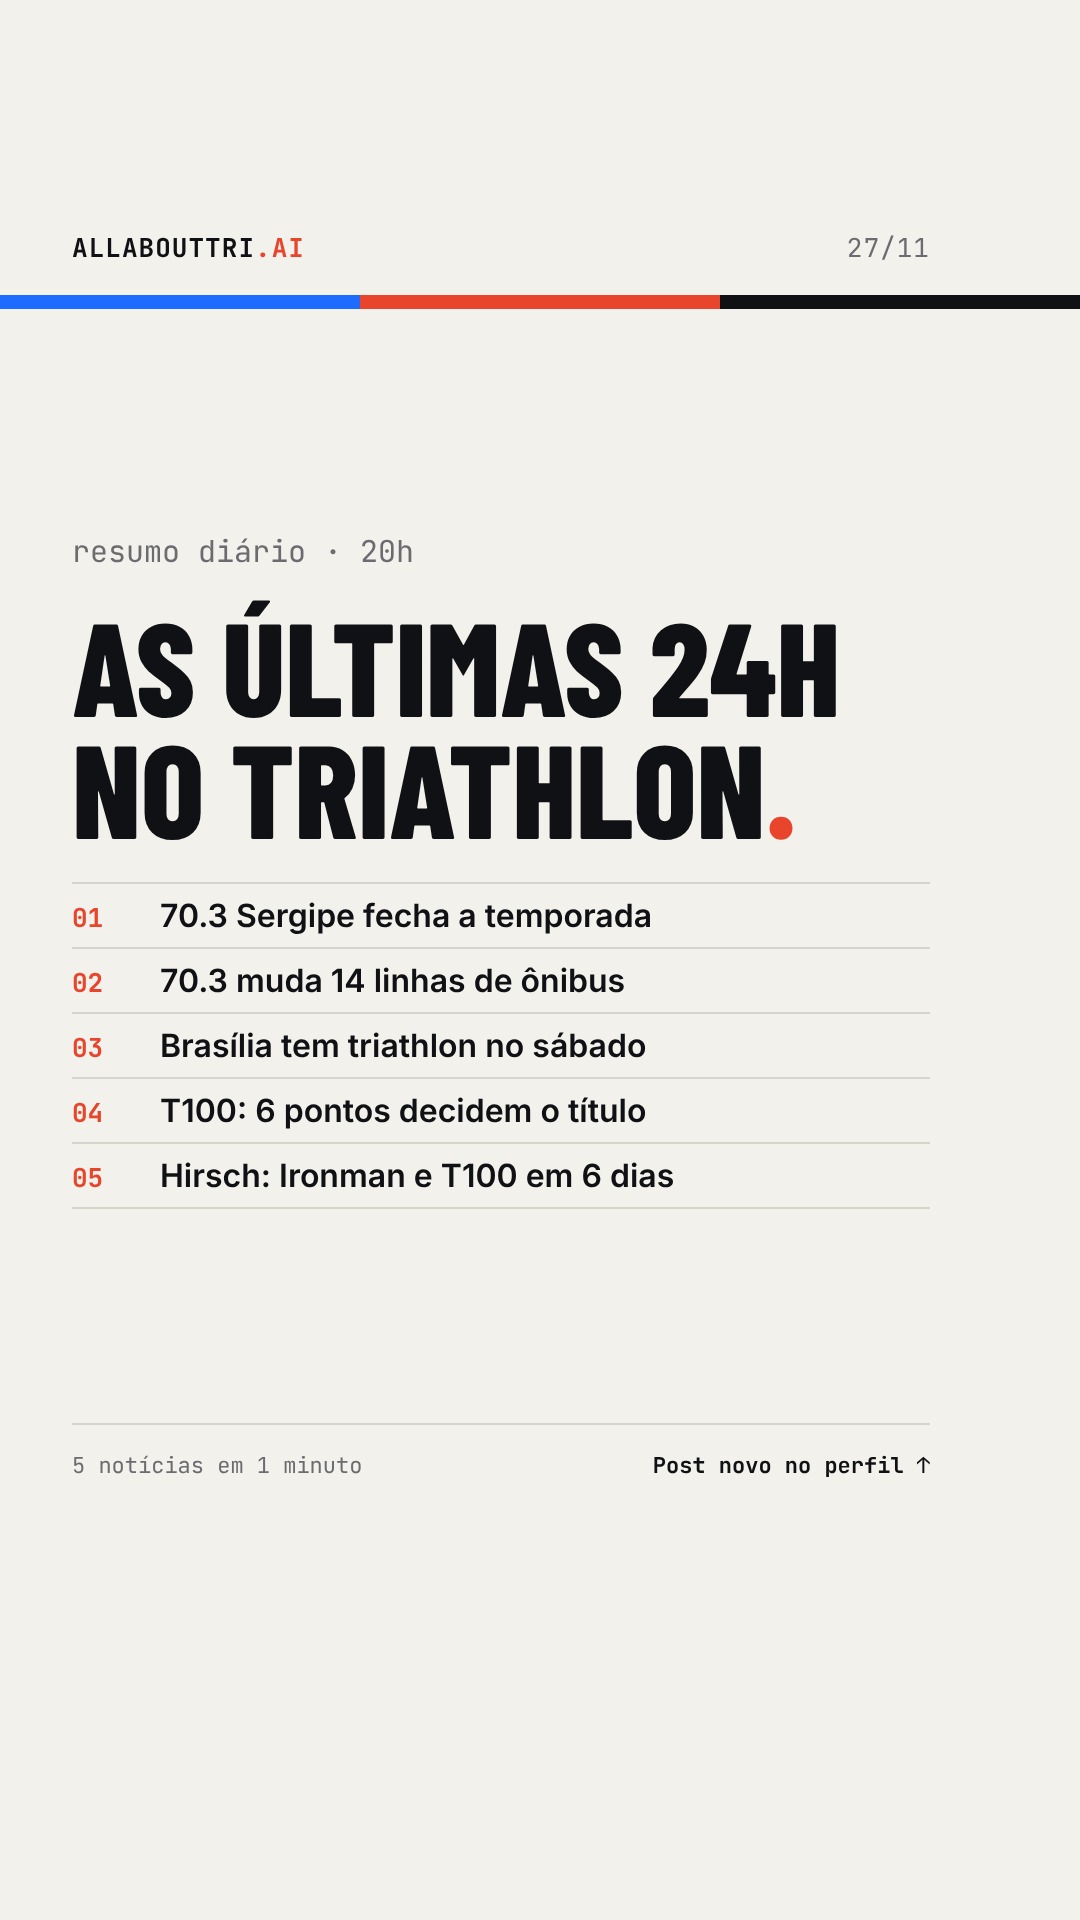 ALLABOUTTRI.AI
27/11
resumo diário · 20h
AS ÚLTIMAS 24H
NO TRIATHLON.
01 70.3 Sergipe fecha a temporada
02 70.3 muda 14 linhas de ônibus
03 Brasília tem triathlon no sábado
04 T100: 6 pontos decidem o título
05 Hirsch: Ironman e T100 em 6 dias
5 notícias em 1 minuto
Post novo no perfil ↑